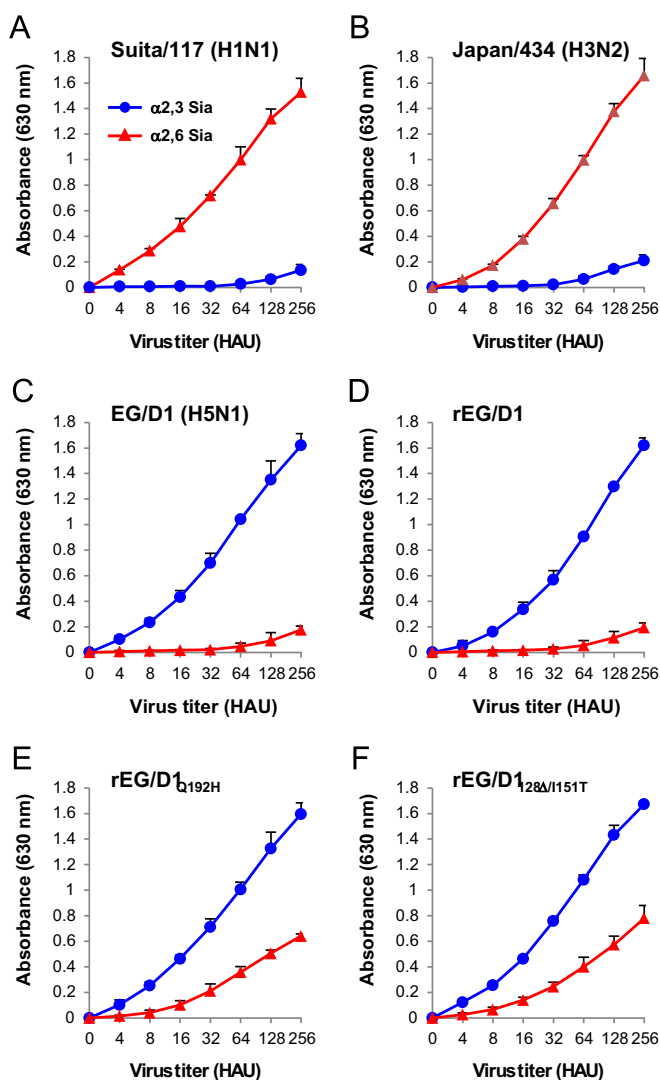 A
Suita/117 (H1N1)
Absorbance (630 nm)
1.8
1.6
1.4
1.2
1
0.8
0.6
0.4
0.2
0
α2,3 Sia
α2,6 Sia
0 4 8 16 32 64 128 256
Virus titer (HAU)
B
Japan/434 (H3N2)
Absorbance (630 nm)
1.8
1.6
1.4
1.2
1
0.8
0.6
0.4
0.2
0
0 4 8 16 32 64 128 256
Virus titer (HAU)
C
EG/D1 (H5N1)
Absorbance (630 nm)
1.8
1.6
1.4
1.2
1
0.8
0.6
0.4
0.2
0
0 4 8 16 32 64 128 256
Virus titer (HAU)
D
rEG/D1
Absorbance (630 nm)
1.8
1.6
1.4
1.2
1
0.8
0.6
0.4
0.2
0
0 4 8 16 32 64 128 256
Virus titer (HAU)
E
rEG/D1Q192H
Absorbance (630 nm)
1.8
1.6
1.4
1.2
1
0.8
0.6
0.4
0.2
0
0 4 8 16 32 64 128 256
Virus titer (HAU)
F
rEG/D1128Δ/I151T
Absorbance (630 nm)
1.8
1.6
1.4
1.2
1
0.8
0.6
0.4
0.2
0
0 4 8 16 32 64 128 256
Virus titer (HAU)